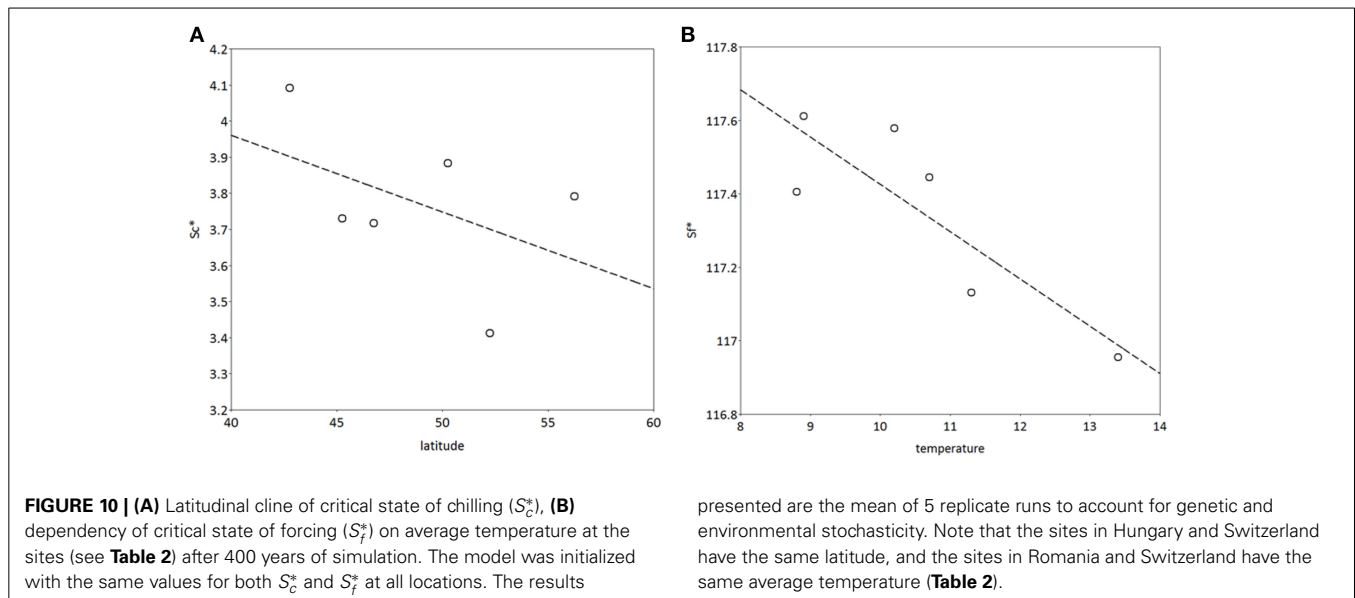 A
4.2
4.1
4
3.9
3.8
3.7
3.6
3.5
3.4
3.3
3.2
Sc*
40
45
50
55
60
latitude
B
117.8
117.6
117.4
117.2
117
116.8
Sf*
8
9
10
11
12
13
14
temperature
FIGURE 10 | (A) Latitudinal cline of critical state of chilling (S*c), (B)
dependency of critical state of forcing (S*f) on average temperature at the
sites (see Table 2) after 400 years of simulation. The model was initialized
with the same values for both S*c and S*f at all locations. The results
presented are the mean of 5 replicate runs to account for genetic and
environmental stochasticity. Note that the sites in Hungary and Switzerland
have the same latitude, and the sites in Romania and Switzerland have the
same average temperature (Table 2).